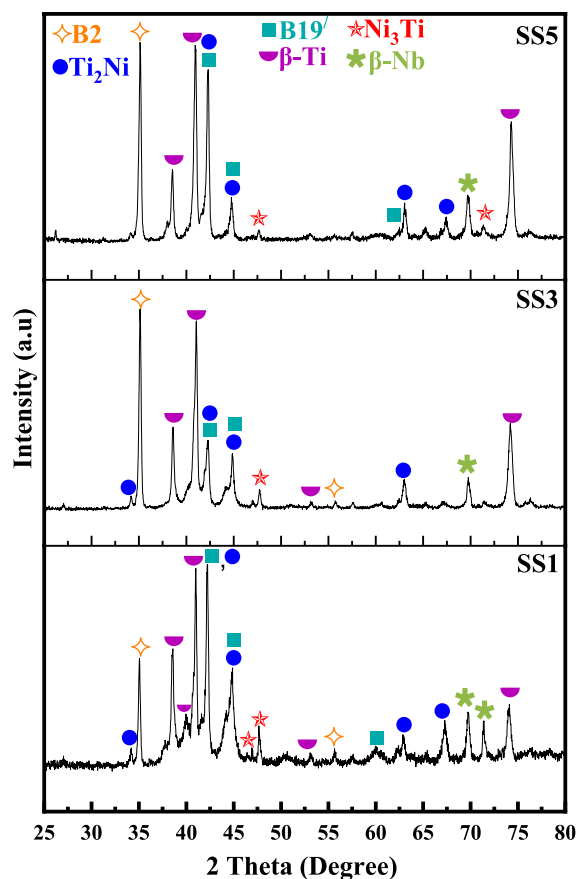 B2 B19′ Ni₃Ti SS5
Ti₂Ni β-Ti β-Nb
SS3
Intensity (a.u)
,
SS1
25 30 35 40 45 50 55 60 65 70 75 80
2 Theta (Degree)